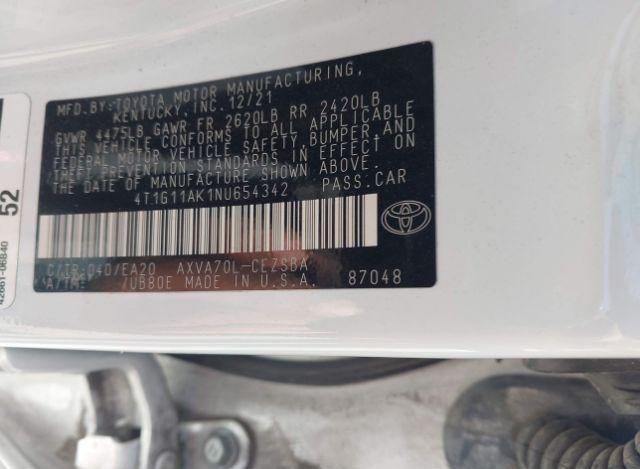 MFD.BY:TOYOTA MOTOR MANUFACTURING,
KENTUCKY, INC. 12/21
GVWR 4475LB GAWR FR 2620LB RR 2420LB
THIS VEHICLE CONFORMS TO ALL APPLICABLE
FEDERAL MOTOR VEHICLE SAFETY,BUMPER,AND
THEFT PREVENTION STANDARDS IN EFFECT ON
THE DATE OF MANUFACTURE SHOWN ABOVE.
4T1G11AK1NU654342 PASS.CAR
C/TR:040/EA20 AXVA70L-CEZSBA
A/TM: /UB80E MADE IN U.S.A. 87048
52
42661-06840